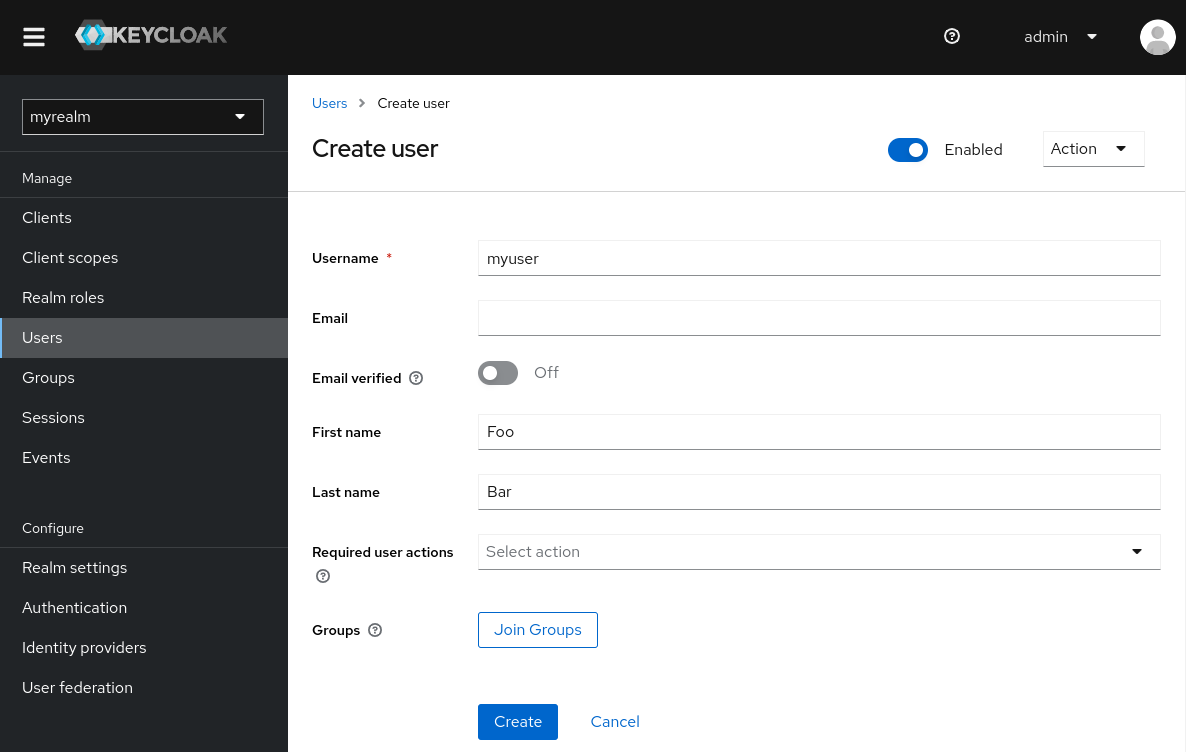 KEYCLOAK
admin
myrealm
Manage
Clients
Client scopes
Realm roles
Users
Groups
Sessions
Events
Configure
Realm settings
Authentication
Identity providers
User federation
Users > Create user
Create user
Enabled
Action
Username *
myuser
Email
Email verified
Off
First name
Foo
Last name
Bar
Required user actions
Select action
Groups
Join Groups
Create
Cancel